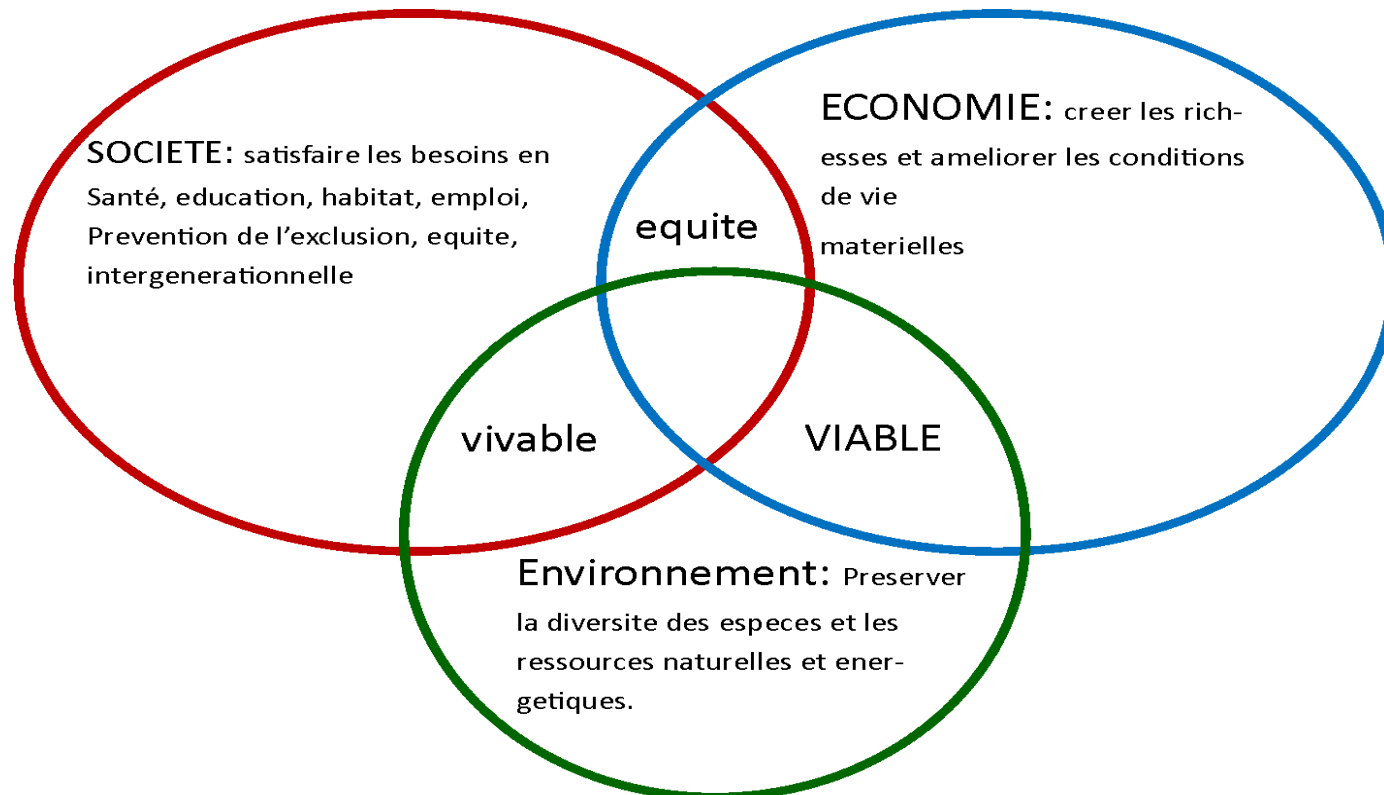 SOCIETE: satisfaire les besoins en
Santé, education, habitat, emploi,
Prevention de l’exclusion, equite,
intergenerationnelle
ECONOMIE: creer les rich-
esses et ameliorer les conditions
de vie
materielles
equite
vivable
VIABLE
Environnement: Preserver
la diversite des especes et les
ressources naturelles et ener-
getiques.